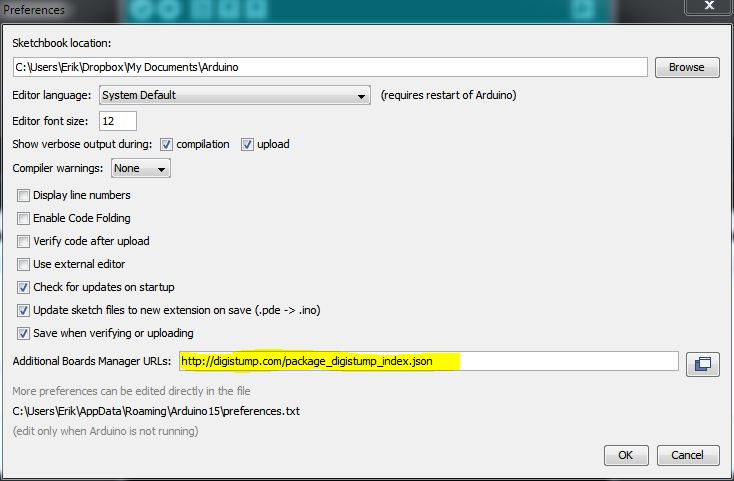 Preferences
X
Sketchbook location:
C:\Users\Erik\Dropbox\My Documents\Arduino Browse
Editor language: System Default (requires restart of Arduino)
Editor font size: 12
Show verbose output during: compilation upload
Compiler warnings: None
Display line numbers
Enable Code Folding
Verify code after upload
Use external editor
Check for updates on startup
Update sketch files to new extension on save (.pde -> .ino)
Save when verifying or uploading
Additional Boards Manager URLs: http://digistump.com/package_digistump_index.json
More preferences can be edited directly in the file
C:\Users\Erik\AppData\Roaming\Arduino15\preferences.txt
(edit only when Arduino is not running)
OK Cancel